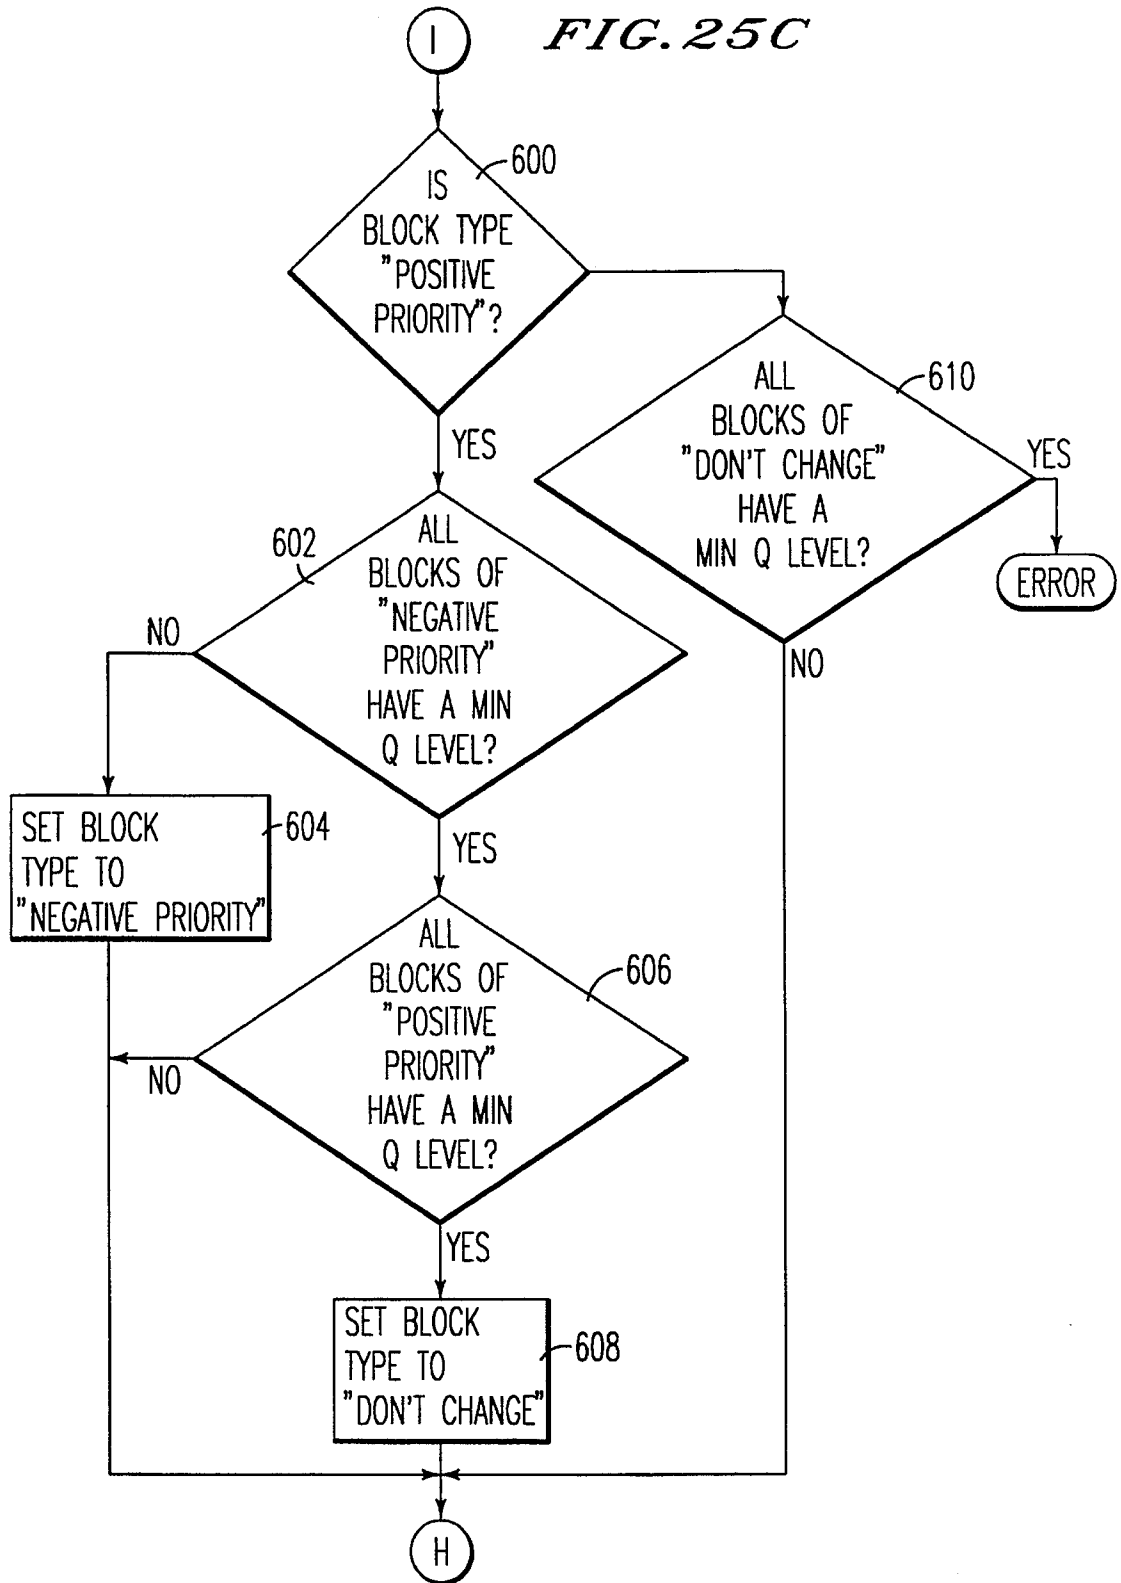 I
FIG. 25C
600
IS
BLOCK TYPE
"POSITIVE
PRIORITY"?
YES
610
ALL
BLOCKS OF
"DON'T CHANGE"
HAVE A
MIN Q LEVEL?
YES
ERROR
NO
602
ALL
BLOCKS OF
"NEGATIVE
PRIORITY"
HAVE A MIN
Q LEVEL?
NO
YES
SET BLOCK
TYPE TO
"NEGATIVE PRIORITY"
604
606
ALL
BLOCKS OF
"POSITIVE
PRIORITY"
HAVE A MIN
Q LEVEL?
NO
YES
SET BLOCK
TYPE TO
"DON'T CHANGE"
608
H